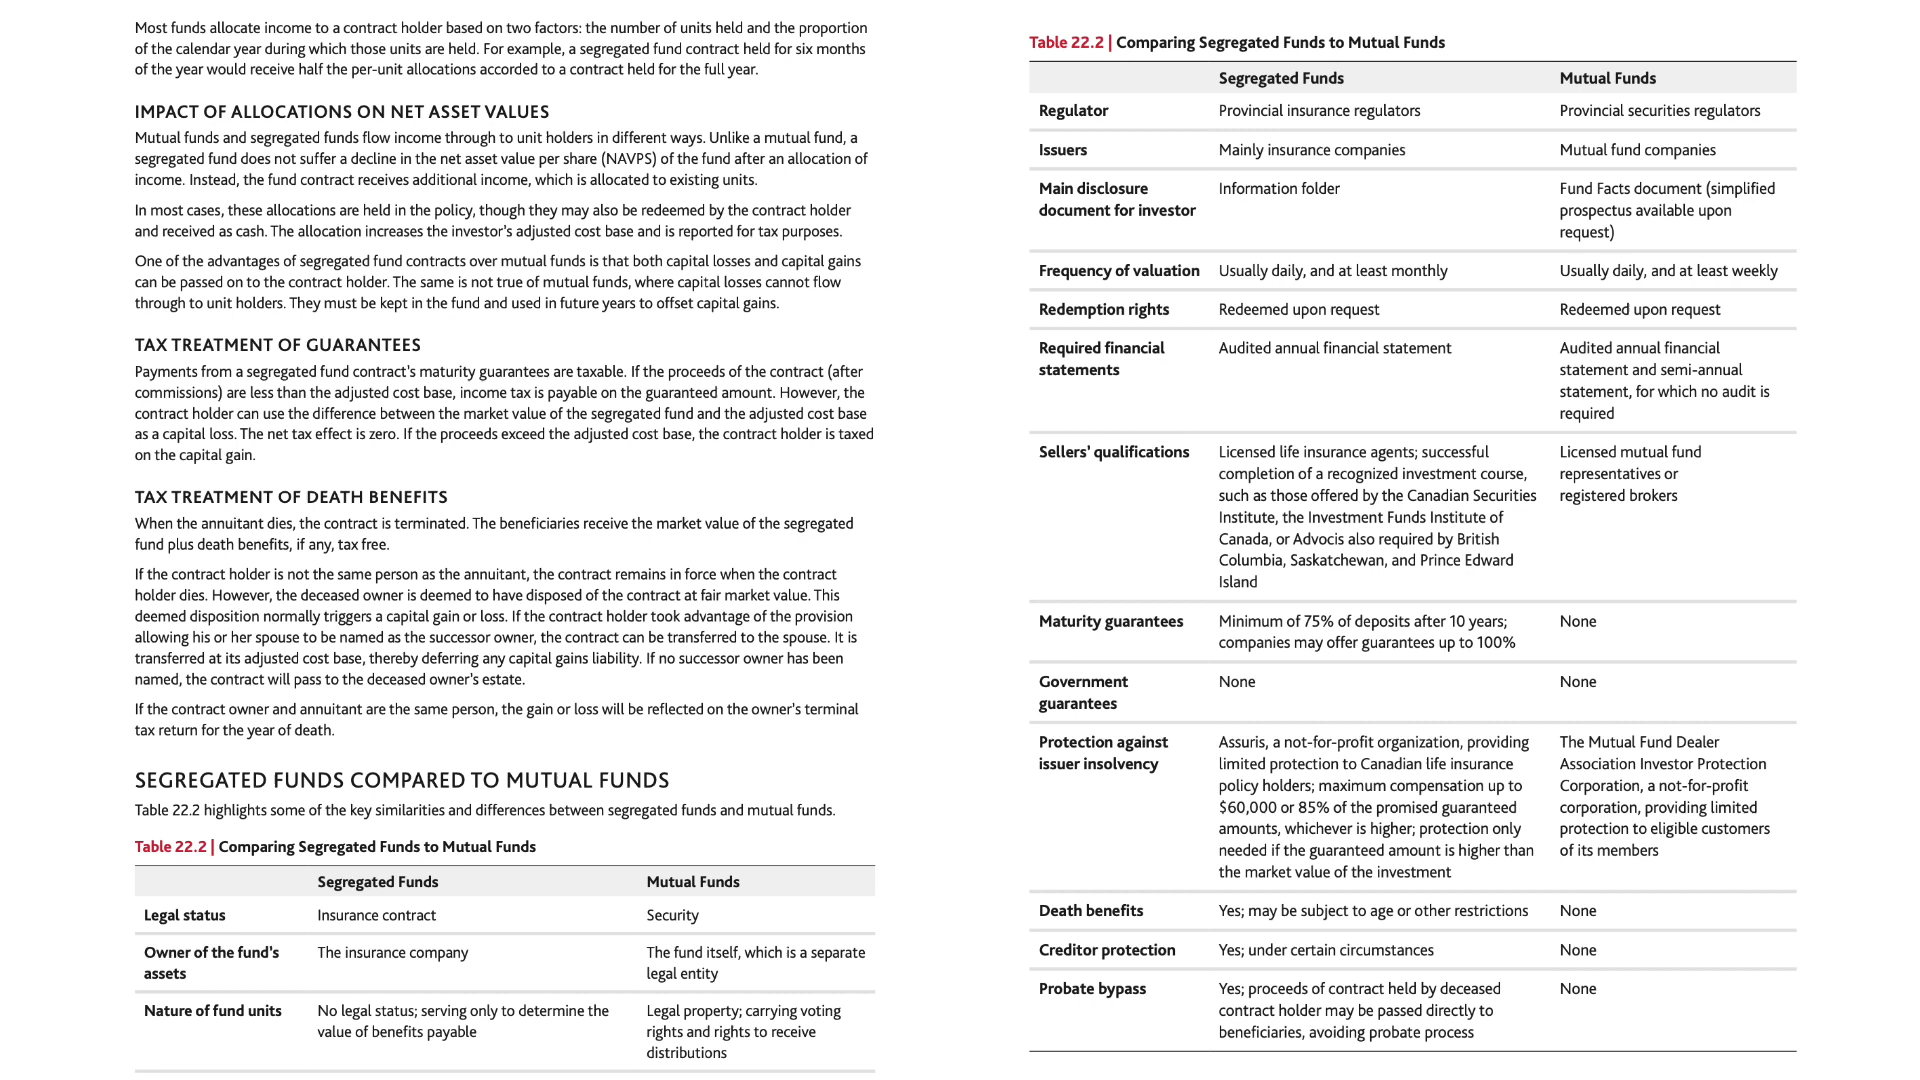 Most funds allocate income to a contract holder based on two factors: the number of units held and the proportion
of the calendar year during which those units are held. For example, a segregated fund contract held for six months
of the year would receive half the per-unit allocations accorded to a contract held for the full year.
IMPACT OF ALLOCATIONS ON NET ASSET VALUES
Mutual funds and segregated funds flow income through to unit holders in different ways. Unlike a mutual fund, a
segregated fund does not suffer a decline in the net asset value per share (NAVPS) of the fund after an allocation of
income. Instead, the fund contract receives additional income, which is allocated to existing units.
In most cases, these allocations are held in the policy, though they may also be redeemed by the contract holder
and received as cash. The allocation increases the investor's adjusted cost base and is reported for tax purposes.
One of the advantages of segregated fund contracts over mutual funds is that both capital losses and capital gains
can be passed on to the contract holder. The same is not true of mutual funds, where capital losses cannot flow
through to unit holders. They must be kept in the fund and used in future years to offset capital gains.
TAX TREATMENT OF GUARANTEES
Payments from a segregated fund contract's maturity guarantees are taxable. If the proceeds of the contract (after
commissions) are less than the adjusted cost base, income tax is payable on the guaranteed amount. However, the
contract holder can use the difference between the market value of the segregated fund and the adjusted cost base
as a capital loss. The net tax effect is zero. If the proceeds exceed the adjusted cost base, the contract holder is taxed
on the capital gain.
TAX TREATMENT OF DEATH BENEFITS
When the annuitant dies, the contract is terminated. The beneficiaries receive the market value of the segregated
fund plus death benefits, if any, tax free.
If the contract holder is not the same person as the annuitant, the contract remains in force when the contract
holder dies. However, the deceased owner is deemed to have disposed of the contract at fair market value. This
deemed disposition normally triggers a capital gain or loss. If the contract holder took advantage of the provision
allowing his or her spouse to be named as the successor owner, the contract can be transferred to the spouse. It is
transferred at its adjusted cost base, thereby deferring any capital gains liability. If no successor owner has been
named, the contract will pass to the deceased owner's estate.
If the contract owner and annuitant are the same person, the gain or loss will be reflected on the owner's terminal
tax return for the year of death.
SEGREGATED FUNDS COMPARED TO MUTUAL FUNDS
Table 22.2 highlights some of the key similarities and differences between segregated funds and mutual funds.
Table 22.2 | Comparing Segregated Funds to Mutual Funds
Segregated Funds Mutual Funds
Legal status Insurance contract Security
Owner of the fund's The insurance company The fund itself, which is a separate
assets legal entity
Nature of fund units No legal status; serving only to determine the Legal property; carrying voting
value of benefits payable rights and rights to receive
distributions
Table 22.2 | Comparing Segregated Funds to Mutual Funds
Segregated Funds Mutual Funds
Regulator Provincial insurance regulators Provincial securities regulators
Issuers Mainly insurance companies Mutual fund companies
Main disclosure Information folder Fund Facts document (simplified
document for investor prospectus available upon
request)
Frequency of valuation Usually daily, and at least monthly Usually daily, and at least weekly
Redemption rights Redeemed upon request Redeemed upon request
Required financial Audited annual financial statement Audited annual financial
statements statement and semi-annual
statement, for which no audit is
required
Sellers' qualifications Licensed life insurance agents; successful Licensed mutual fund
completion of a recognized investment course, representatives or
such as those offered by the Canadian Securities registered brokers
Institute, the Investment Funds Institute of
Canada, or Advocis also required by British
Columbia, Saskatchewan, and Prince Edward
Island
Maturity guarantees Minimum of 75% of deposits after 10 years; None
companies may offer guarantees up to 100%
Government None None
guarantees
Protection against Assuris, a not-for-profit organization, providing The Mutual Fund Dealer
issuer insolvency limited protection to Canadian life insurance Association Investor Protection
policy holders; maximum compensation up to Corporation, a not-for-profit
$60,000 or 85% of the promised guaranteed corporation, providing limited
amounts, whichever is higher; protection only protection to eligible customers
needed if the guaranteed amount is higher than of its members
the market value of the investment
Death benefits Yes; may be subject to age or other restrictions None
Creditor protection Yes; under certain circumstances None
Probate bypass Yes; proceeds of contract held by deceased None
contract holder may be passed directly to
beneficiaries, avoiding probate process